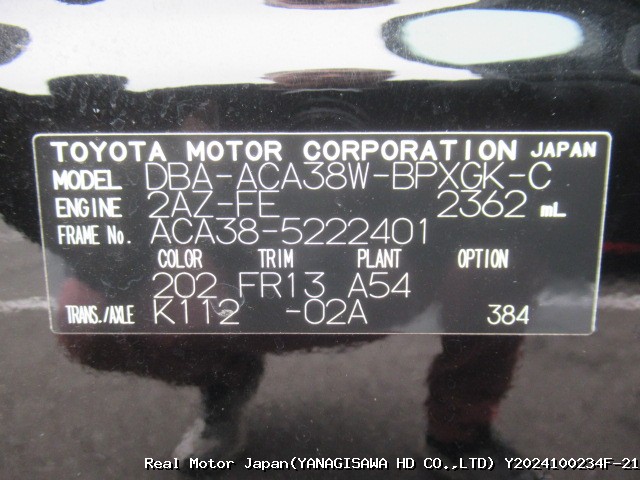 TOYOTA MOTOR CORPORATION JAPAN
MODEL DBA-ACA38W-BPXGK-C
ENGINE 2AZ-FE 2362 mL
FRAME No. ACA38-5222401
COLOR TRIM PLANT OPTION
202 FR13 A54
TRANS./AXLE K112 -02A 384
Real Motor Japan(YANAGISAWA HD CO.,LTD) Y2024100234F-21